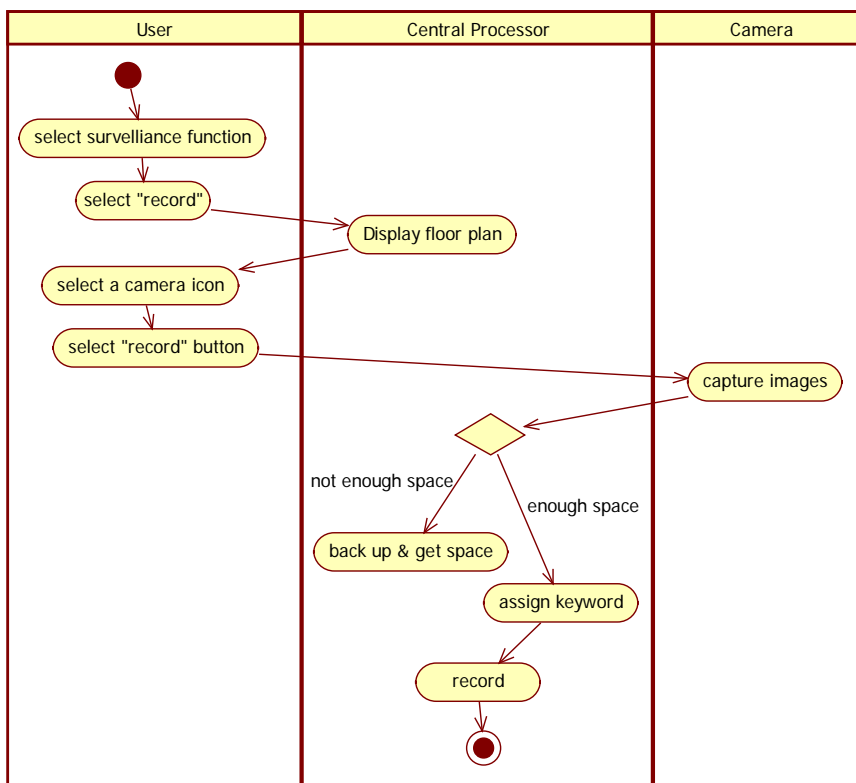 User
Central Processor
Camera
select survelliance function
select "record"
Display floor plan
select a camera icon
select "record" button
capture images
not enough space
enough space
back up & get space
assign keyword
record